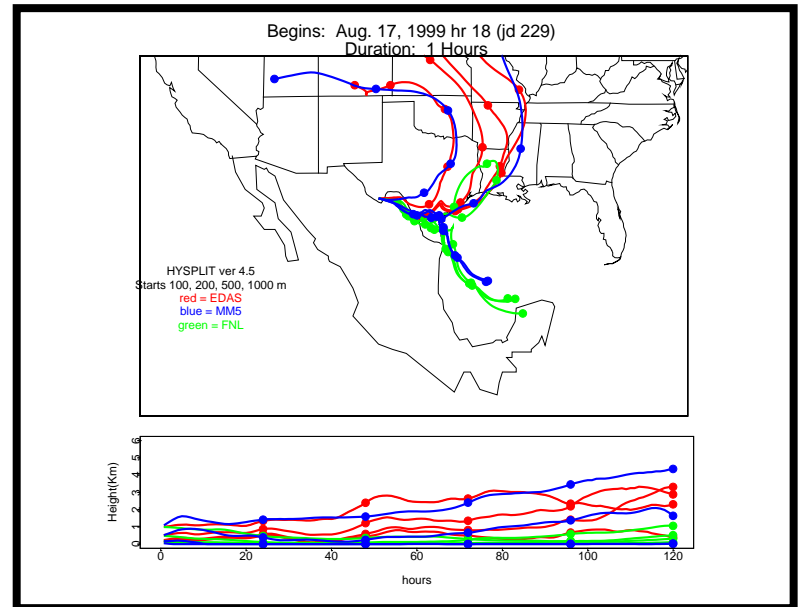 Begins:  Aug. 17, 1999 hr 18 (jd 229)
Duration:  1 Hours
HYSPLIT ver 4.5
Starts 100, 200, 500, 1000 m
red = EDAS
blue = MM5
green = FNL
Height(Km)
6
5
4
3
2
1
0
0 20 40 60 80 100 120
hours